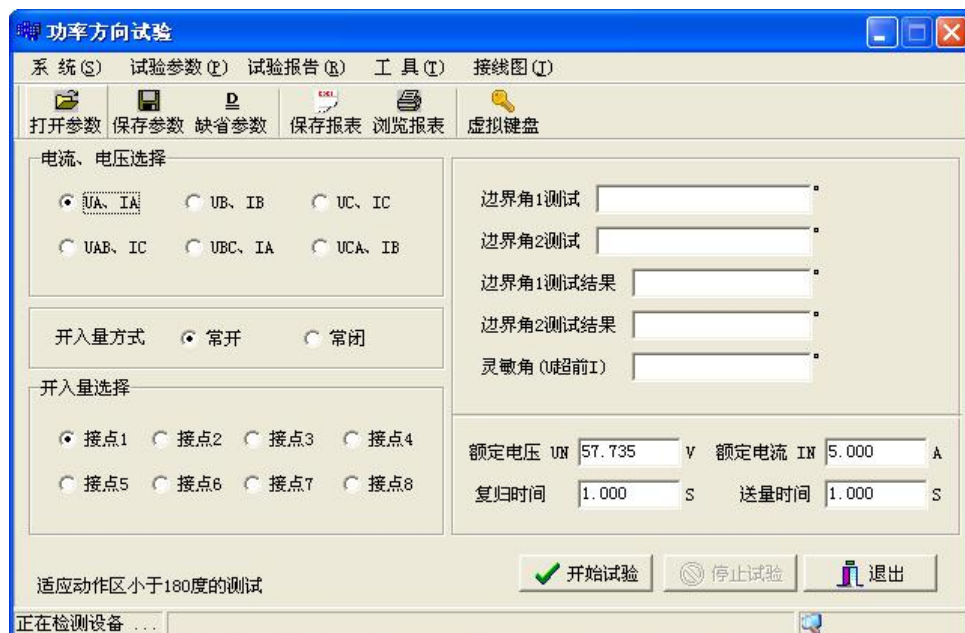 功率方向试验
系 统(S) 试验参数(P) 试验报告(R) 工 具(T) 接线图(J)
打开参数 保存参数 缺省参数 保存报表 浏览报表 虚拟键盘
电流、电压选择
UA、IA UB、IB UC、IC
UAB、IC UBC、IA UCA、IB
开入量方式 常开 常闭
开入量选择
接点1 接点2 接点3 接点4
接点5 接点6 接点7 接点8
边界角1测试 °
边界角2测试 °
边界角1测试结果 °
边界角2测试结果 °
灵敏角(U超前I) °
额定电压 UN 57.735 V 额定电流 IN 5.000 A
复归时间 1.000 S 送量时间 1.000 S
适应动作区小于180度的测试
开始试验 停止试验 退出
正在检测设备 ...